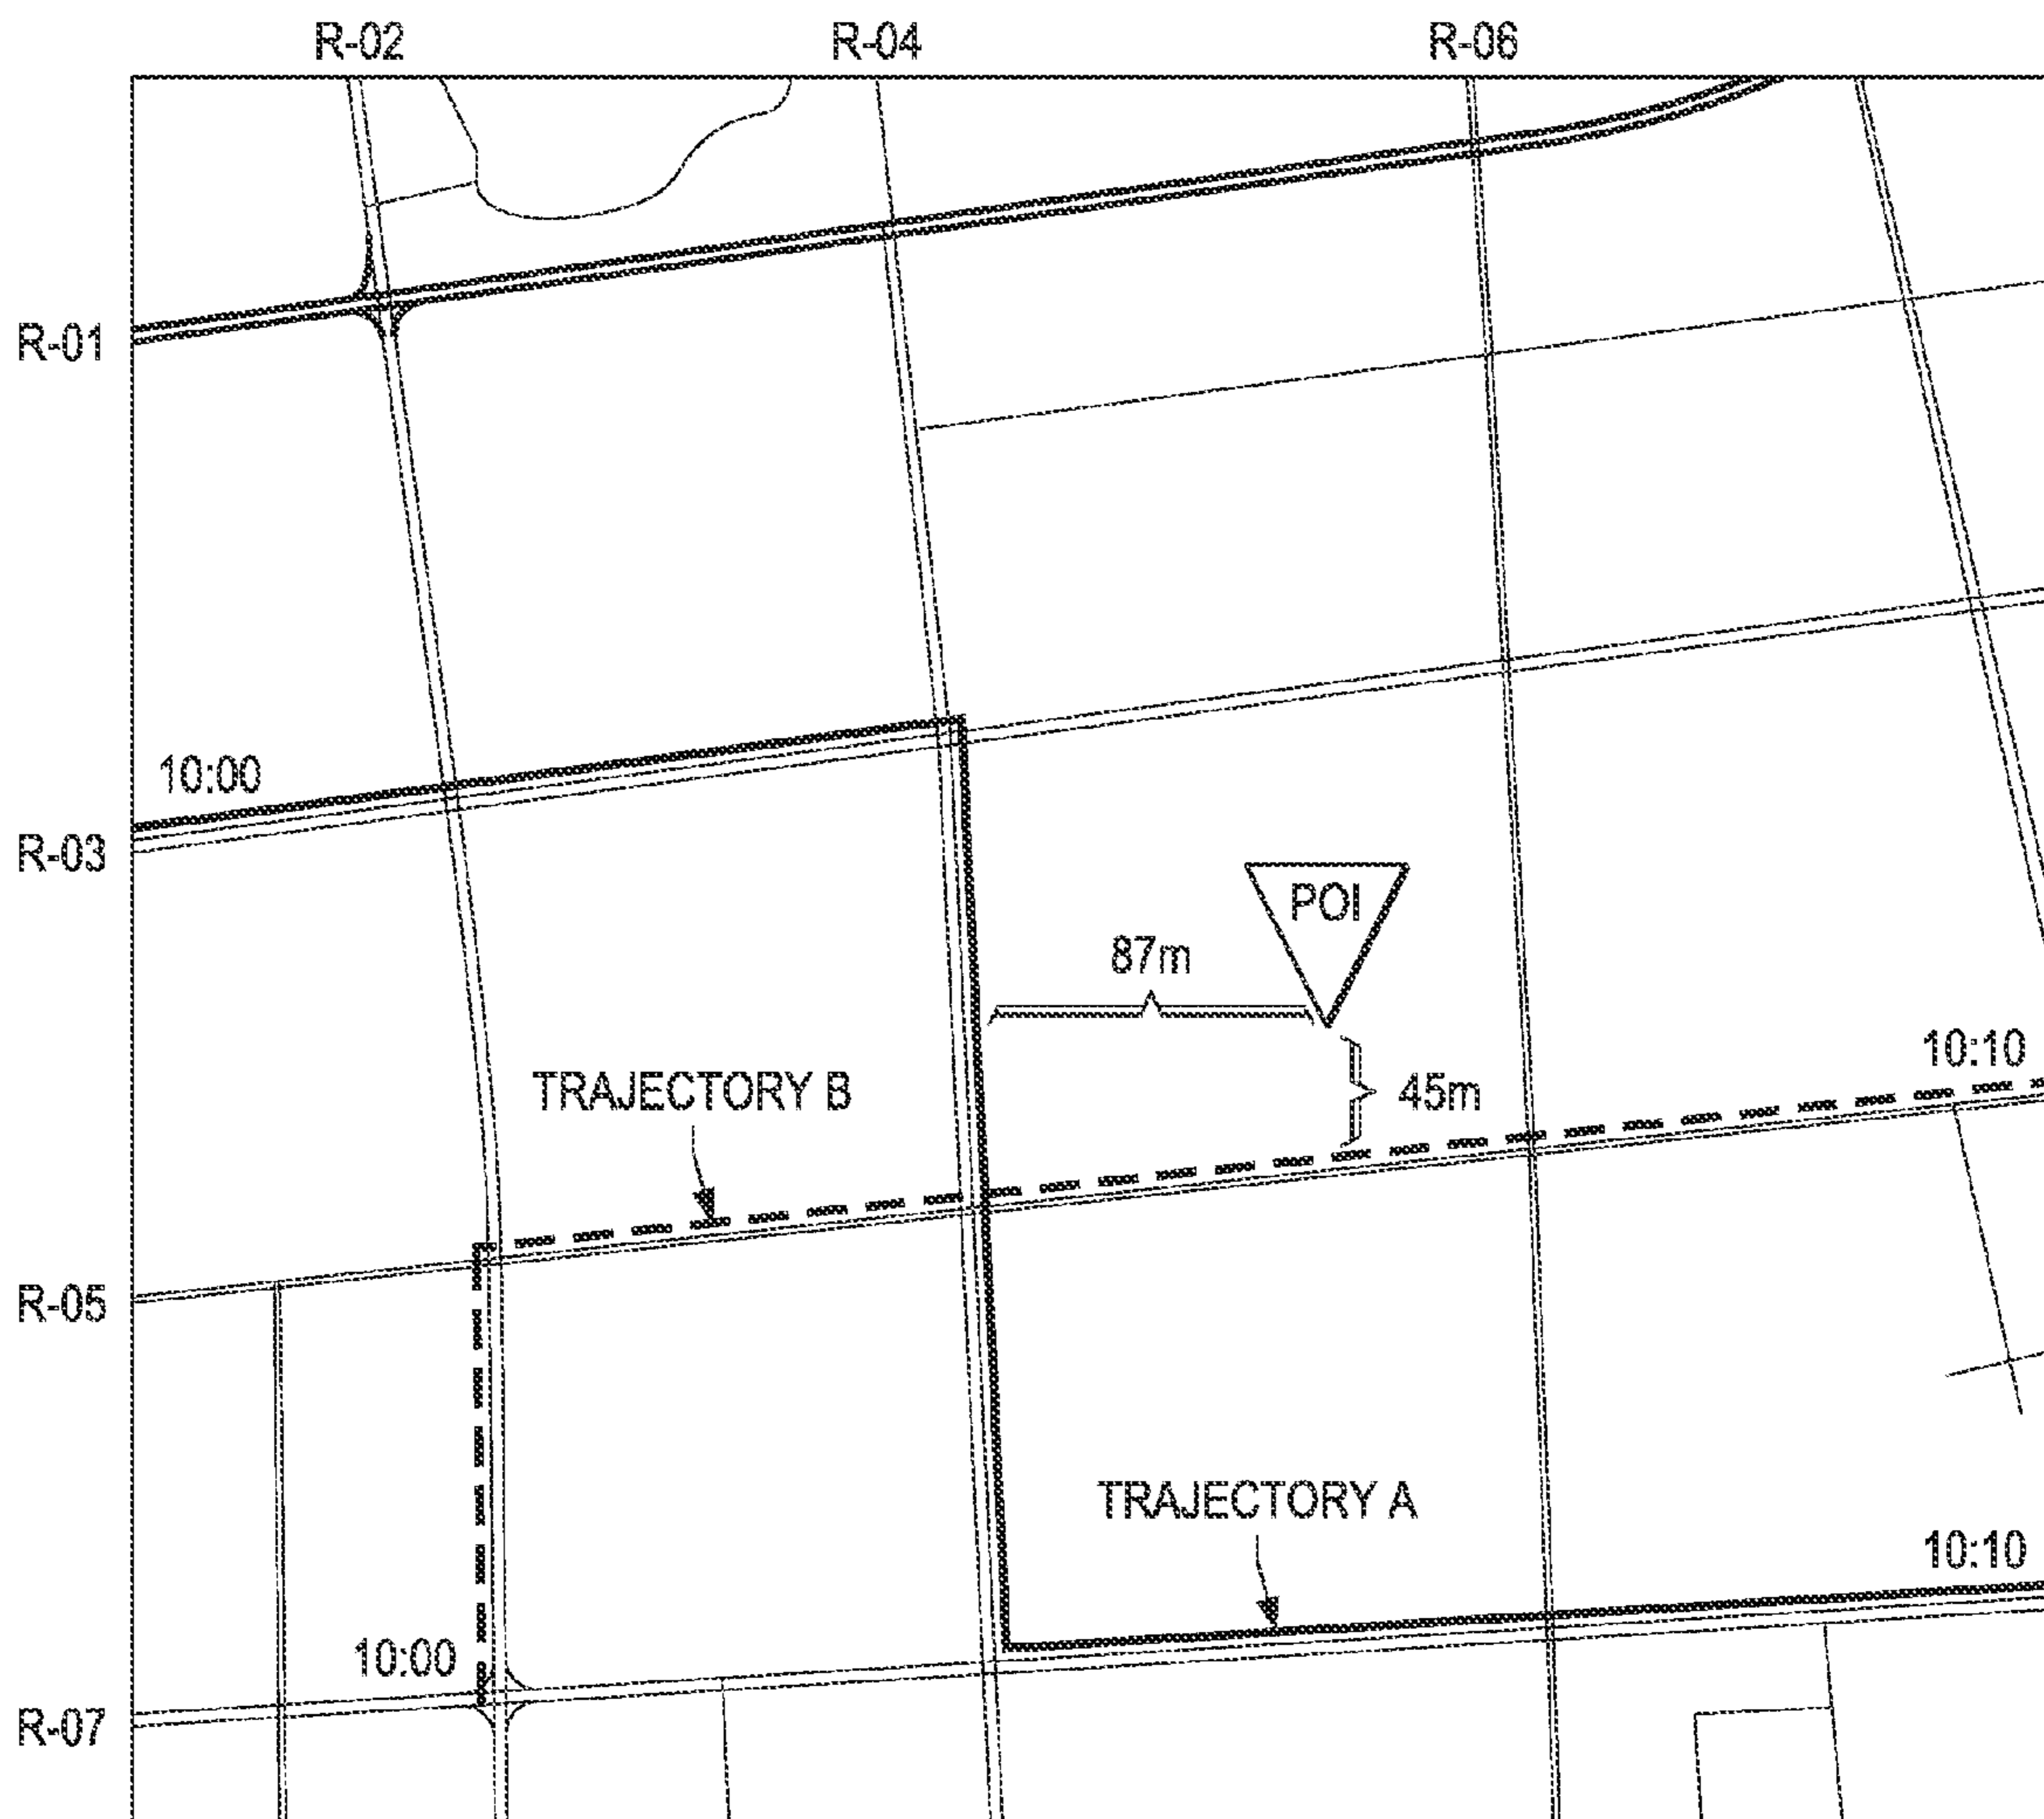 R-02
R-04
R-06
R-01
10:00
R-03
POI
87m
10:10
TRAJECTORY B
45m
R-05
TRAJECTORY A
10:10
10:00
R-07